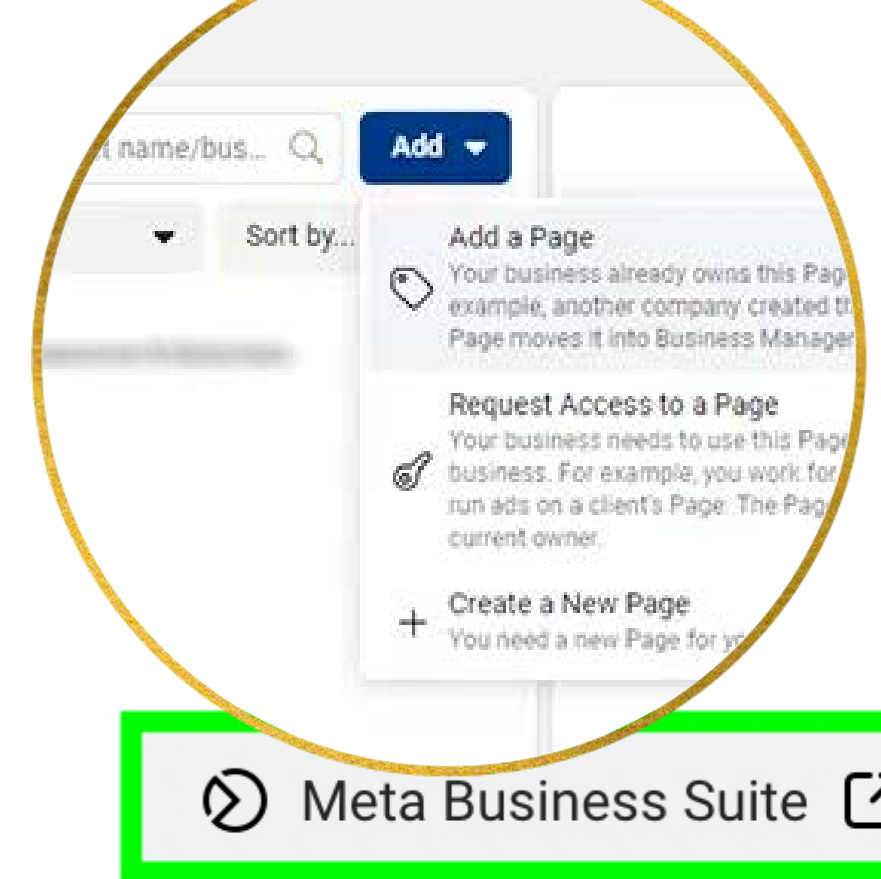 name/bus...
Add
Sort by...
Add a Page
Your business already owns this Pag
example, another company created th
Page moves it into Business Manager
Request Access to a Page
Your business needs to use this Page
business. For example, you work for
run ads on a client's Page. The Page
current owner.
Create a New Page
You need a new Page for yo
Meta Business Suite